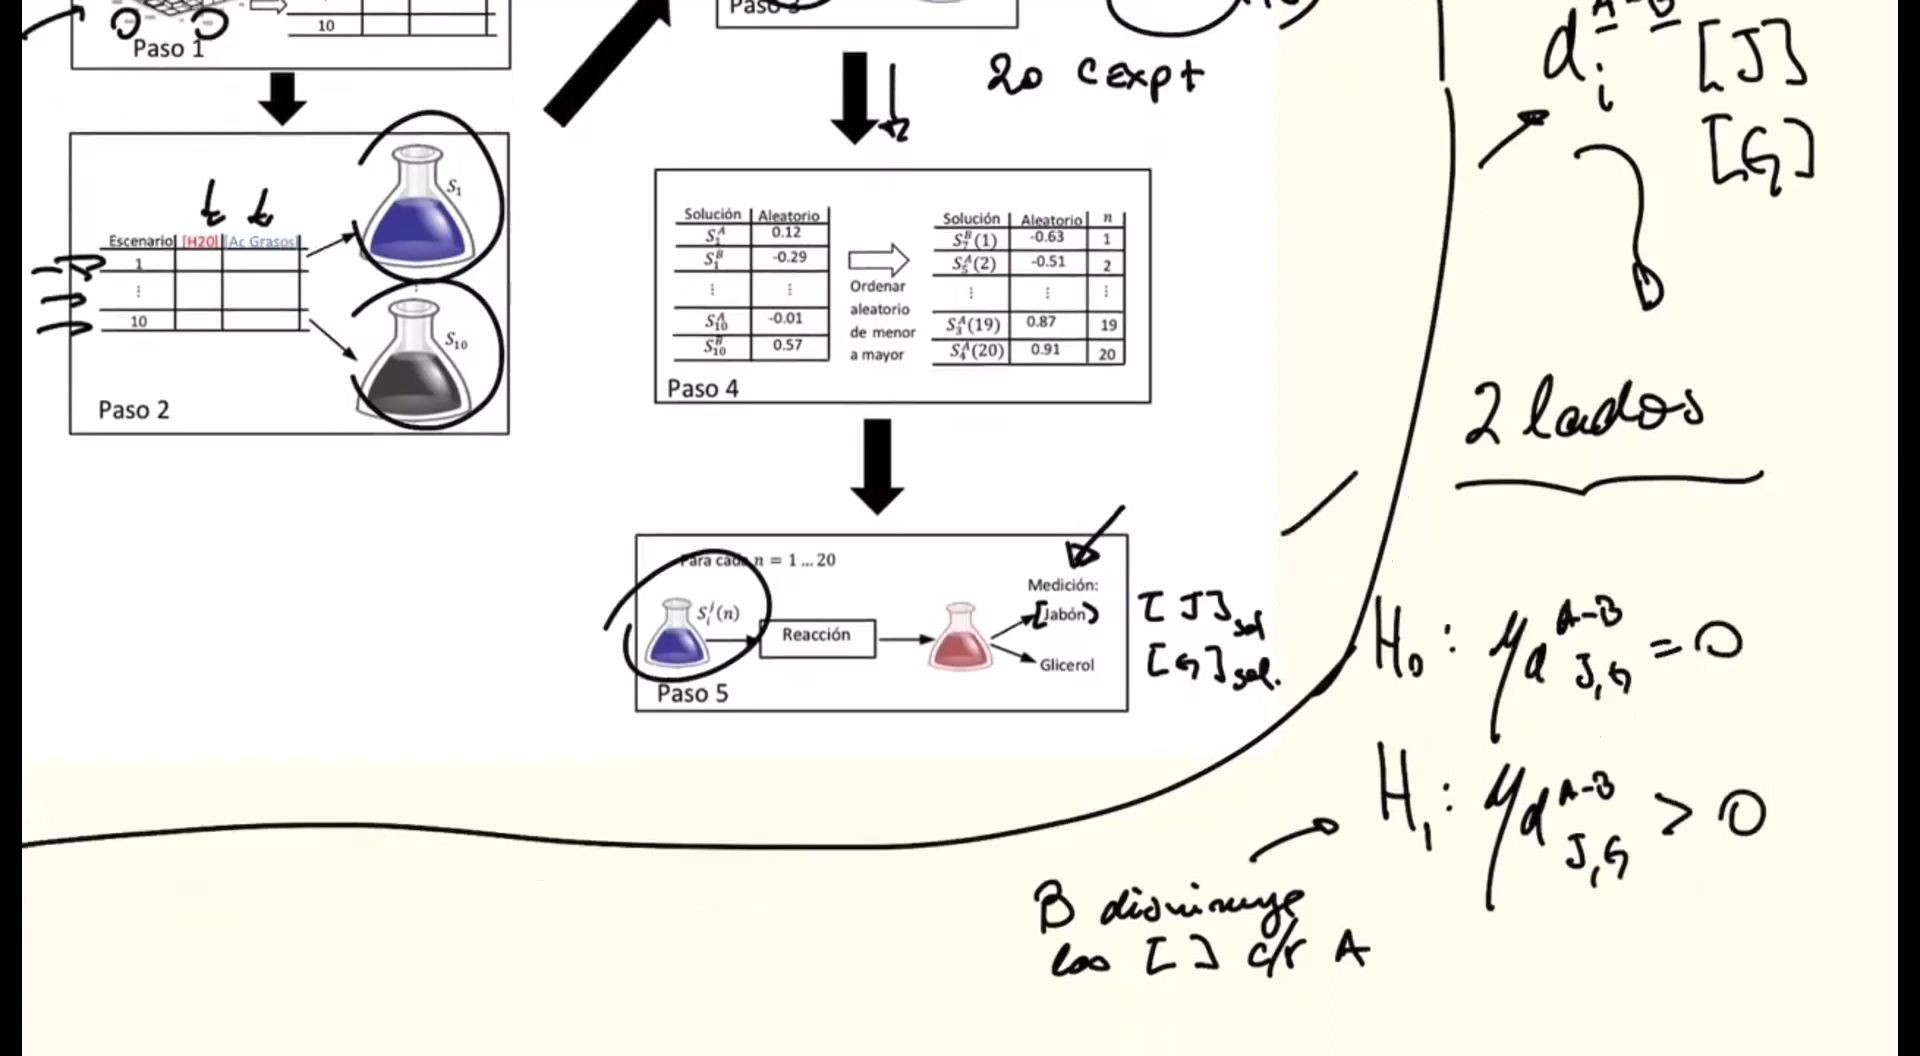 10
Paso 1
Paso 3
20 c expt
d i A-B [J]
[G]
Escenario [H20] [Ac Grasos]
1
⋮
10
S₁
S₁₀
Paso 2
Solución Aleatorio
S₁ᴬ 0.12
S₁ᴮ -0.29
⋮ ⋮
S₁₀ᴬ -0.01
S₁₀ᴮ 0.57
Ordenar
aleatorio
de menor
a mayor
Solución Aleatorio n
S₇ᴮ(1) -0.63 1
S₅ᴬ(2) -0.51 2
⋮ ⋮ ⋮
S₃ᴬ(19) 0.87 19
S₄ᴬ(20) 0.91 20
Paso 4
2 lados
Para cada n = 1 … 20
Sᵢʲ(n)
Reacción
Medición:
[Jabón]
Glicerol
[J]sol
[G]sol.
Paso 5
H₀: μd A-B J,G = 0
H₁: μd A-B J,G > 0
B disminuye
las [ ] c/r A